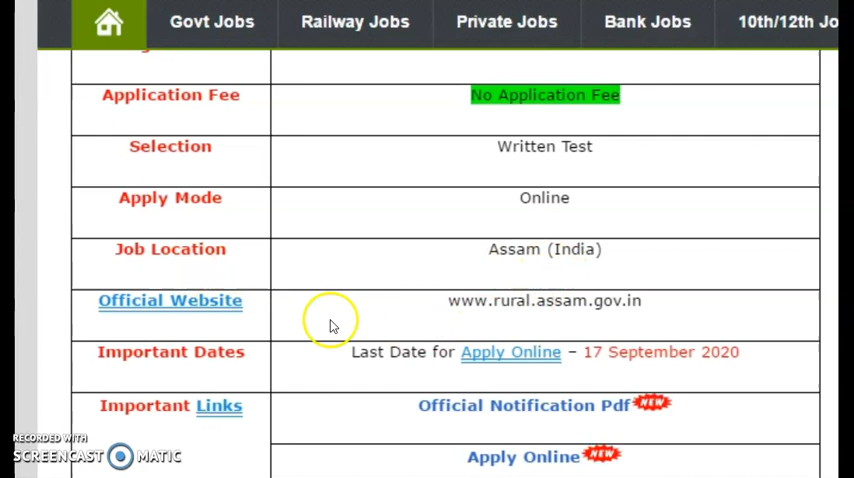 Govt Jobs Railway Jobs Private Jobs Bank Jobs 10th/12th Jo
Application Fee No Application Fee
Selection Written Test
Apply Mode Online
Job Location Assam (India)
Official Website www.rural.assam.gov.in
Important Dates Last Date for Apply Online – 17 September 2020
Important Links Official Notification Pdf NEW
Apply Online NEW
RECORDED WITH
SCREENCAST MATIC